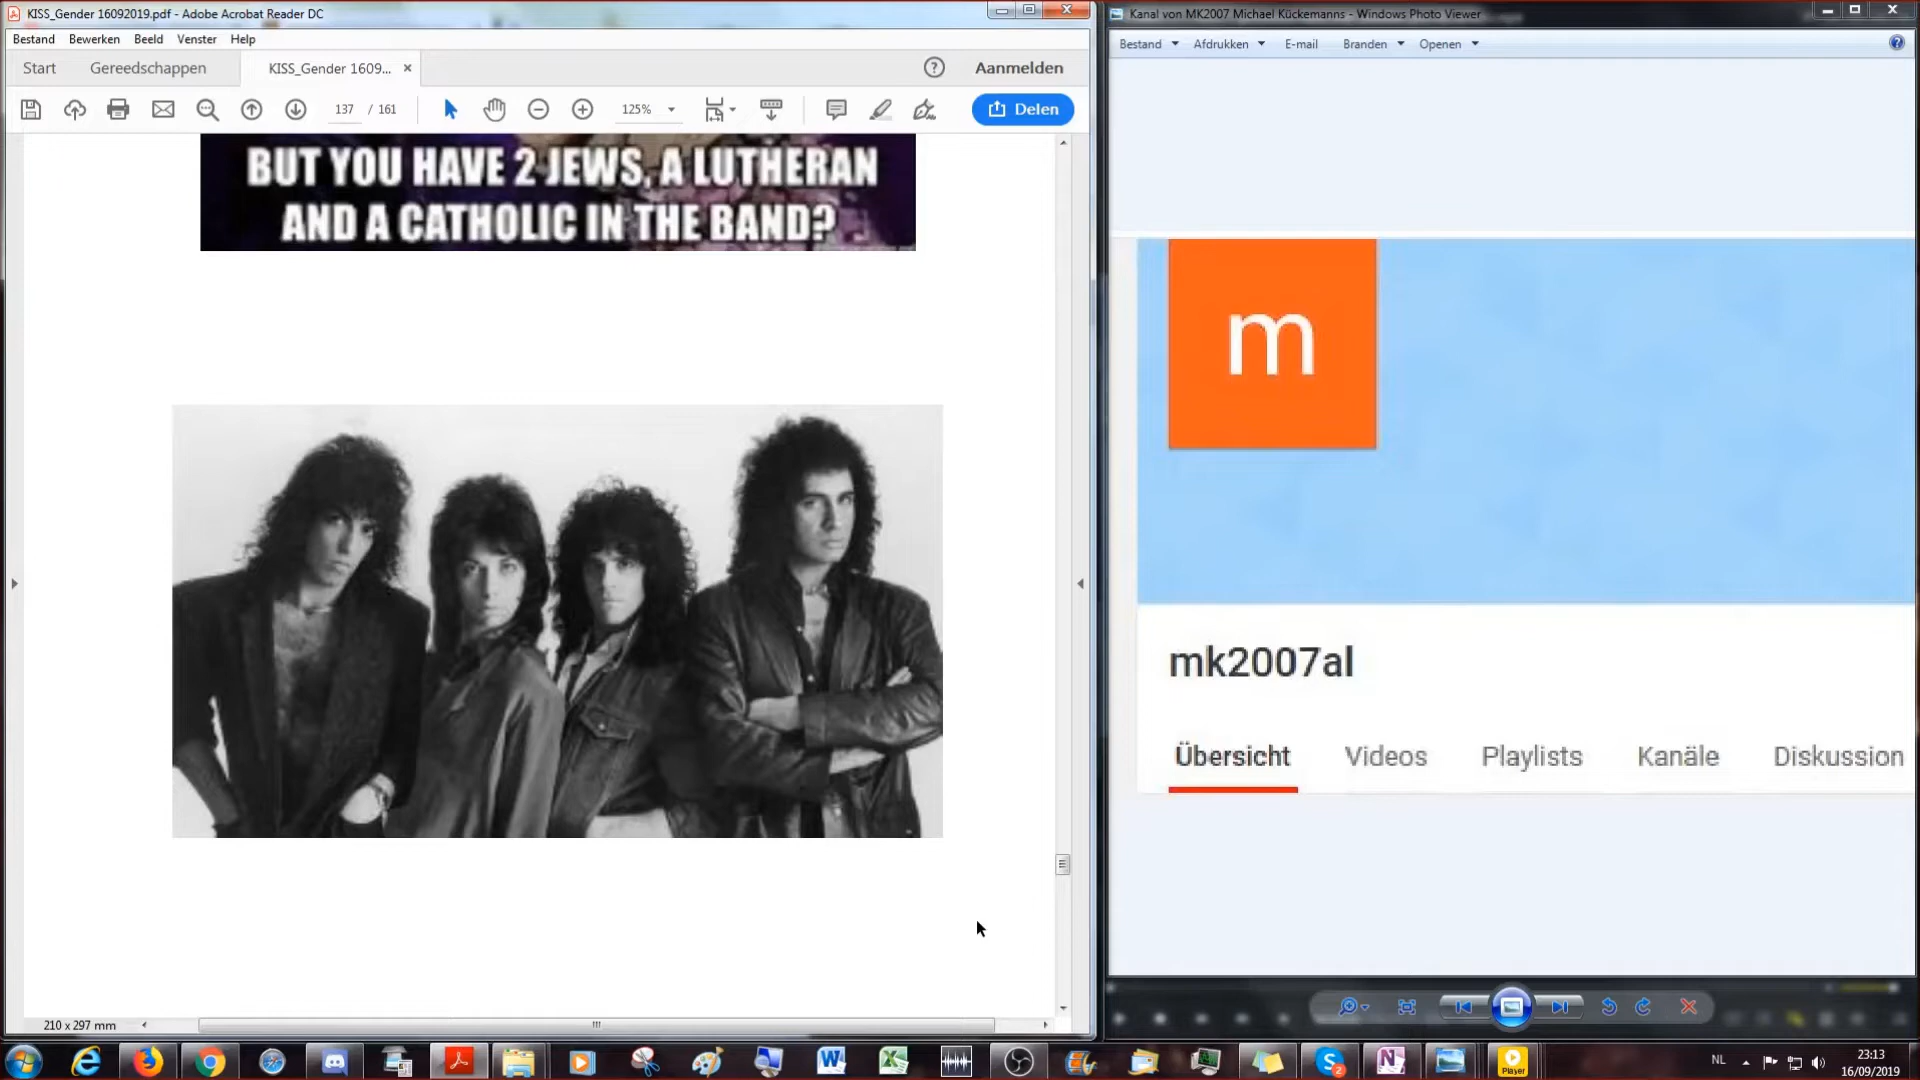 KISS_Gender 16092019.pdf - Adobe Acrobat Reader DC
Bestand Bewerken Beeld Venster Help
Start Gereedschappen KISS_Gender 1609... × Aanmelden
137 / 161 125% Delen
BUT YOU HAVE 2 JEWS, A LUTHERAN
AND A CATHOLIC IN THE BAND?
210 x 297 mm
Kanal von MK2007 Michael Kückemanns - Windows Photo Viewer
Bestand Afdrukken E-mail Branden Openen
m
mk2007al
Übersicht Videos Playlists Kanäle Diskussion
Player
NL
23:13
16/09/2019